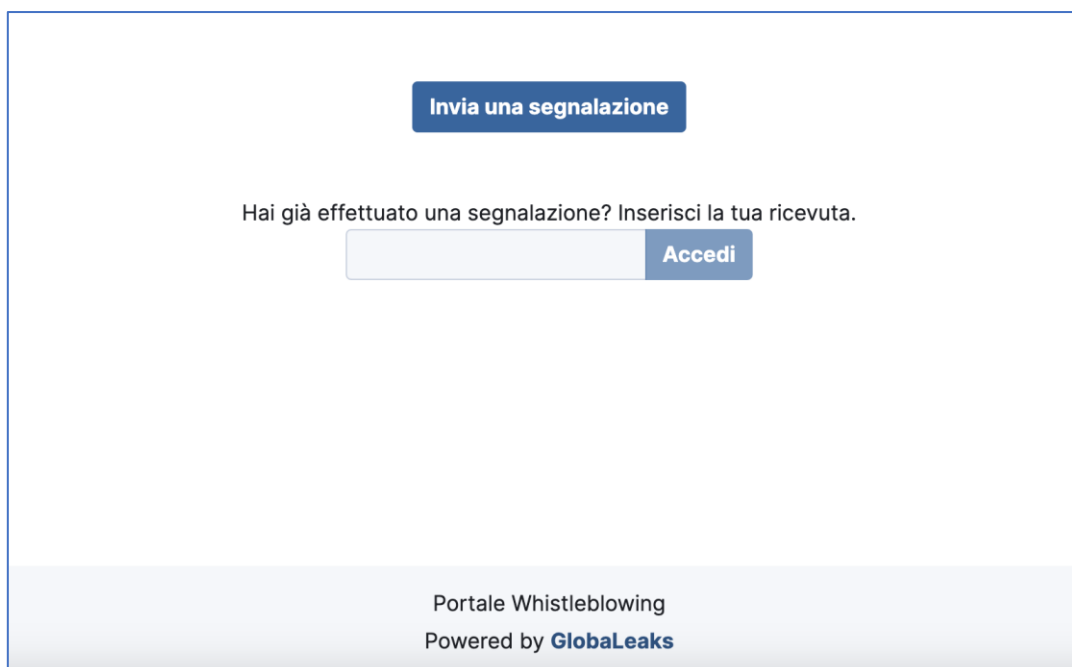 Invia una segnalazione
Hai già effettuato una segnalazione? Inserisci la tua ricevuta.
Accedi
Portale Whistleblowing
Powered by GlobaLeaks